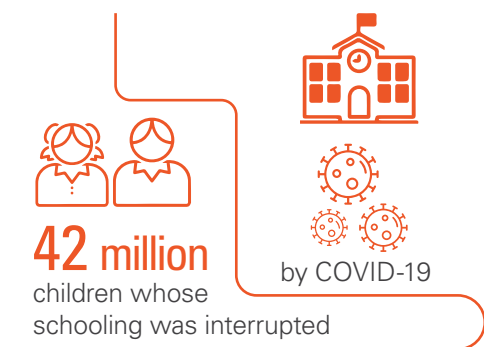 42 million
children whose
schooling was interrupted
by COVID-19